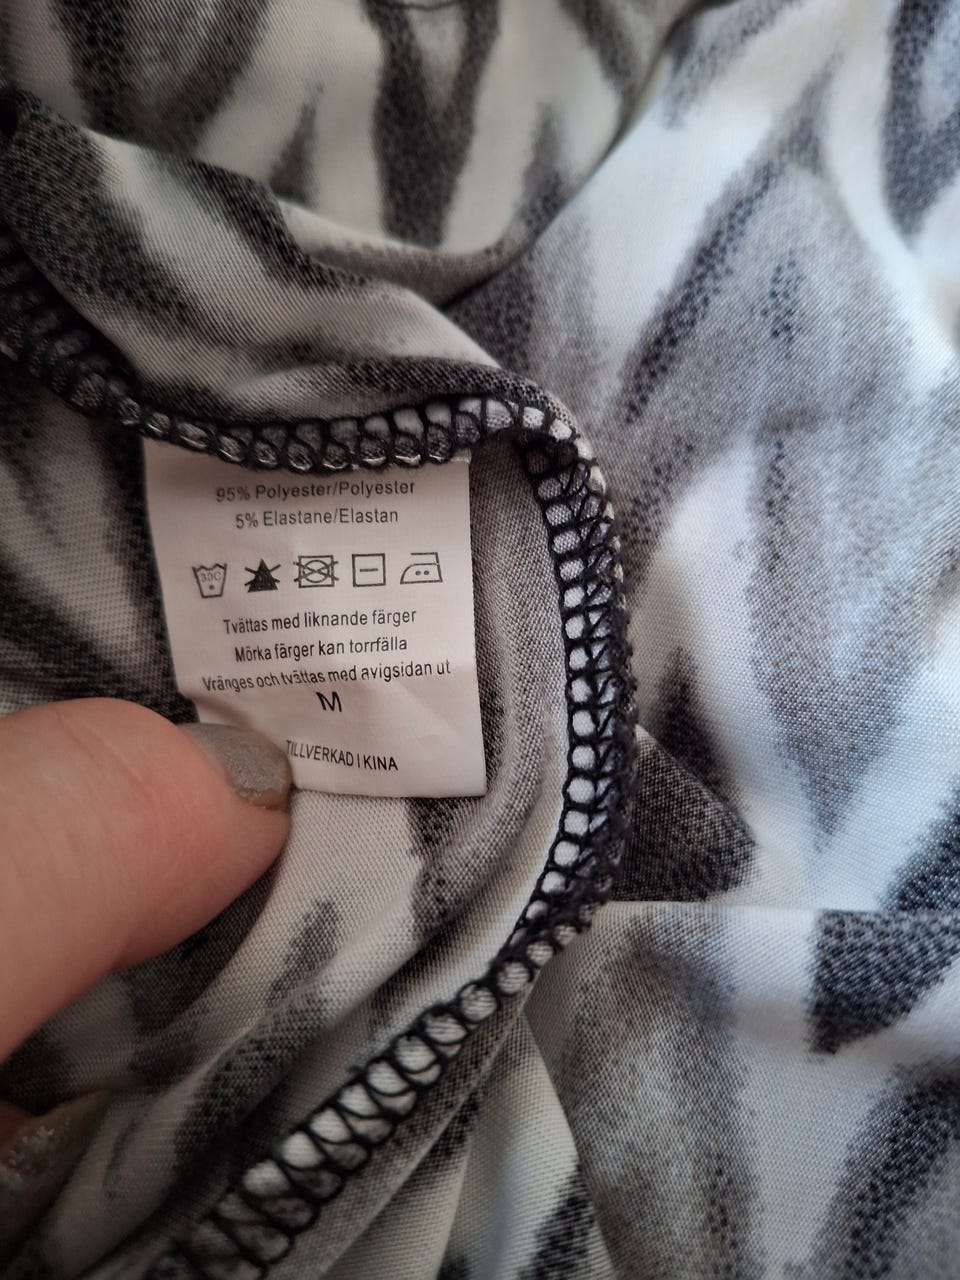 95% Polyester/Polyester
5% Elastane/Elastan
30C
Tvättas med liknande färger
Mörka färger kan torrfälla
Vränges och tvättas med avigsidan ut
M
TILLVERKAD I KINA